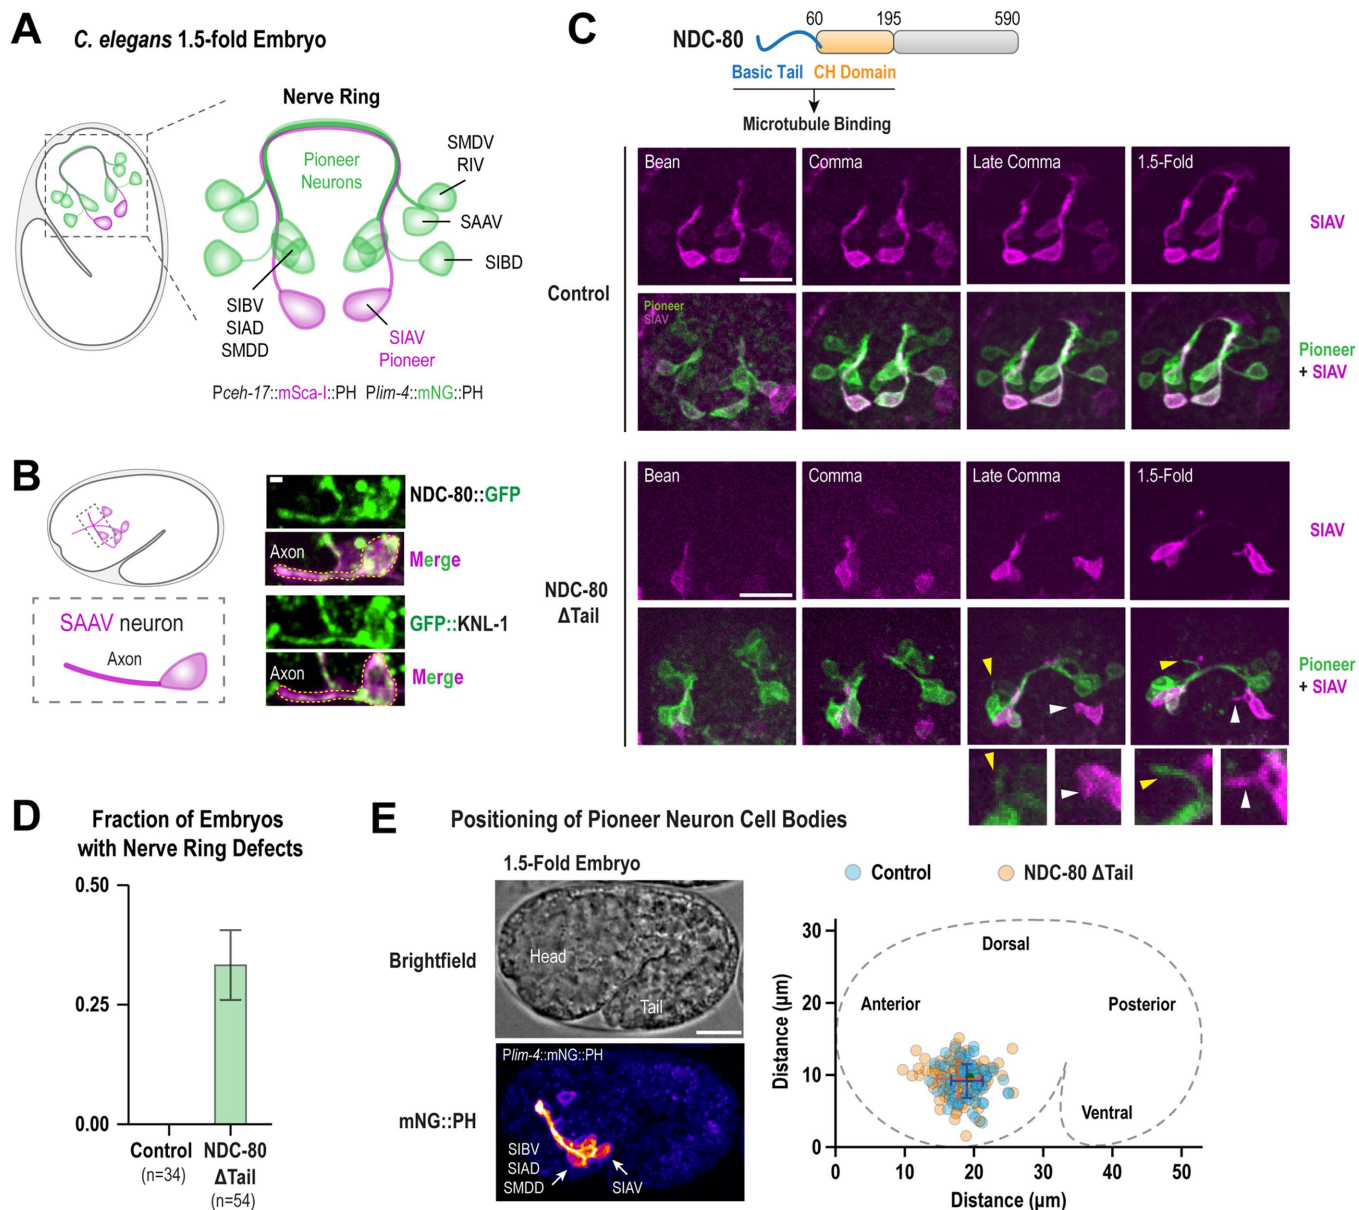 A
C. elegans 1.5-fold Embryo
Nerve Ring
Pioneer
Neurons
SMDV
RIV
SAAV
SIBD
SIBV
SIAD
SMDD
SIAV
Pioneer
Pceh-17::mSca-I::PH Plim-4::mNG::PH
B
SAAV neuron
Axon
NDC-80::GFP
Axon
Merge
GFP::KNL-1
Axon
Merge
C
NDC-80
60 195 590
Basic Tail CH Domain
Microtubule Binding
Control
Bean
Comma
Late Comma
1.5-Fold
SIAV
Pioneer
SIAV
Pioneer
+ SIAV
NDC-80
ΔTail
Bean
Comma
Late Comma
1.5-Fold
SIAV
Pioneer
+ SIAV
D
Fraction of Embryos
with Nerve Ring Defects
0.50
0.25
0.00
Control
(n=34)
NDC-80
ΔTail
(n=54)
E
Positioning of Pioneer Neuron Cell Bodies
1.5-Fold Embryo
Brightfield
Head
Tail
mNG::PH
Plim-4::mNG::PH
SIBV
SIAD
SMDD
SIAV
Control
NDC-80 ΔTail
Distance (µm)
30
20
10
0
Dorsal
Anterior
Posterior
Ventral
0 10 20 30 40 50
Distance (µm)